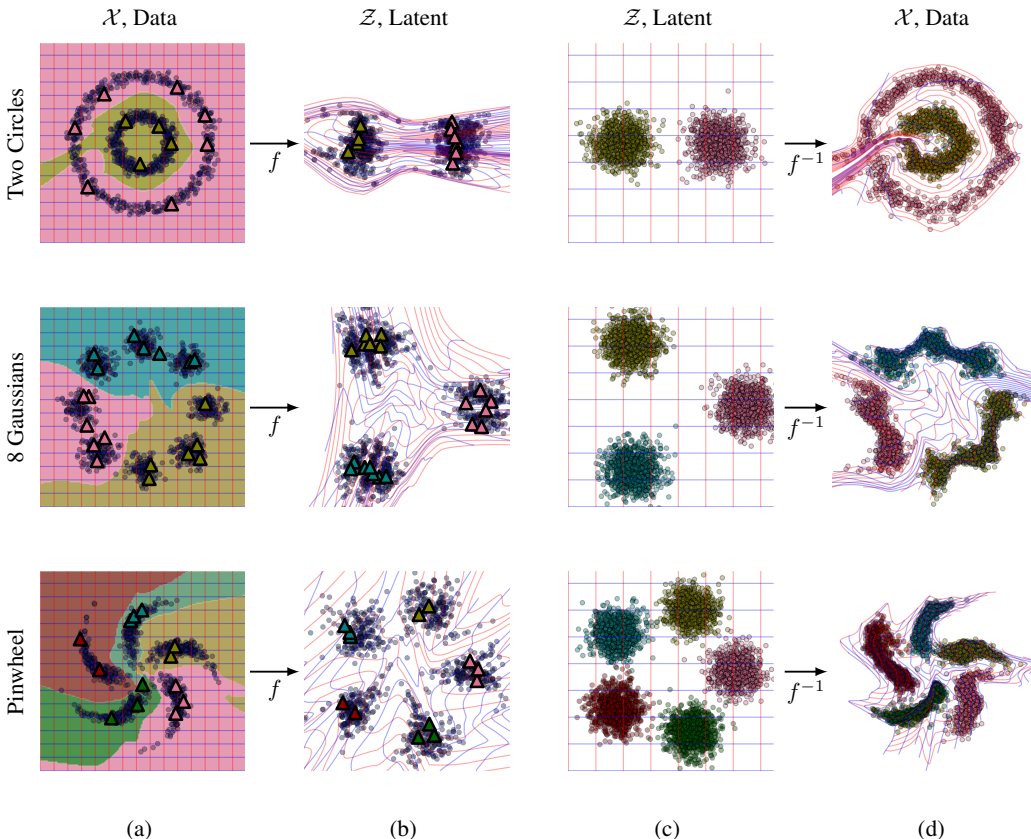 𝒳, Data
𝒵, Latent
𝒵, Latent
𝒳, Data
Two Circles
f
f⁻¹
8 Gaussians
f
f⁻¹
Pinwheel
f
f⁻¹
(a)
(b)
(c)
(d)